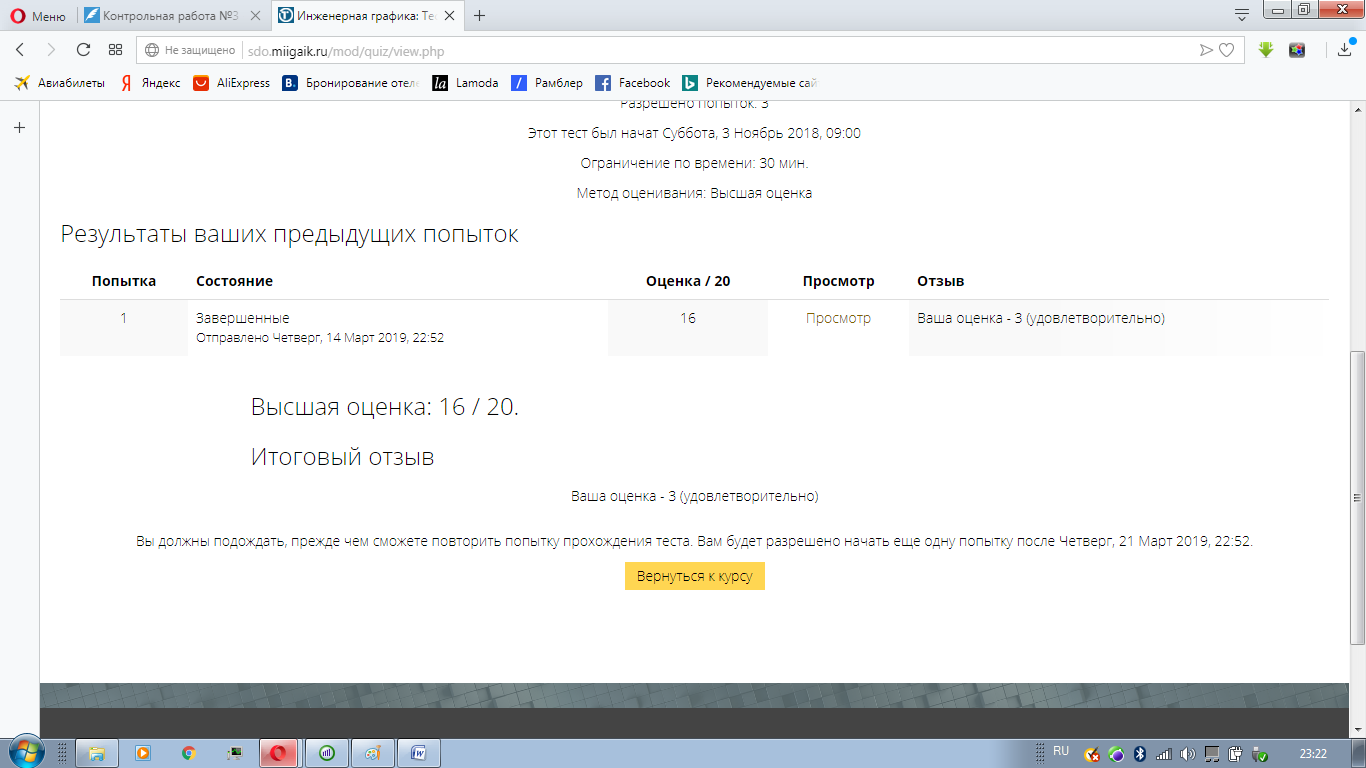 Меню
Контрольная работа №3
Инженерная графика: Те
Не защищено
sdo.miigaik.ru/mod/quiz/view.php
Авиабилеты
Яндекс
AliExpress
B.
Бронирование отел
la
Lamoda
Рамблер
Facebook
Рекомендуемые сай
Разрешено попыток: 3
Этот тест был начат Суббота, 3 Ноябрь 2018, 09:00
Ограничение по времени: 30 мин.
Метод оценивания: Высшая оценка
Результаты ваших предыдущих попыток
Попытка Состояние Оценка / 20 Просмотр Отзыв
1 Завершенные 16 Просмотр Ваша оценка - 3 (удовлетворительно)
Отправлено Четверг, 14 Март 2019, 22:52
Высшая оценка: 16 / 20.
Итоговый отзыв
Ваша оценка - 3 (удовлетворительно)
Вы должны подождать, прежде чем сможете повторить попытку прохождения теста. Вам будет разрешено начать еще одну попытку после Четверг, 21 Март 2019, 22:52.
Вернуться к курсу
RU
23:22